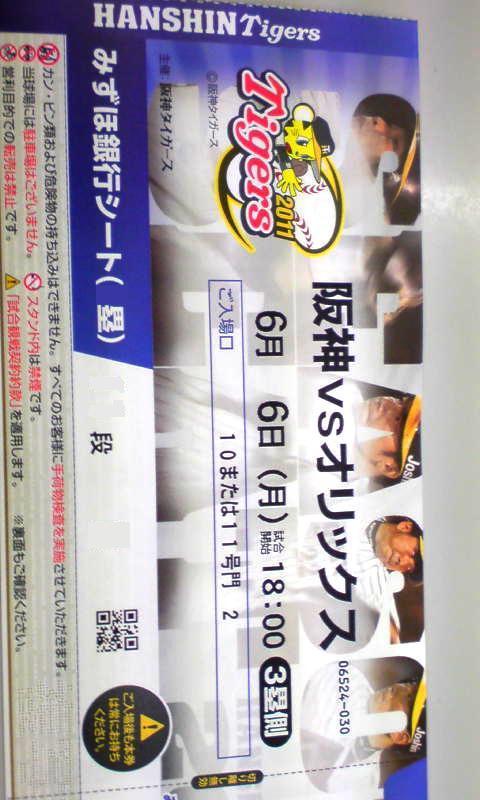 HANSHIN Tigers
主催：阪神タイガース
©阪神タイガース
Tigers
2011
阪神vsオリックス
6月 6日（月）試合開始 18:00 3塁側
06524-030
ご入場口 10または11号門 2
みずほ銀行シート（ 塁）
段
ご入場後も本券は常にお持ちください。
カン・ビン類および危険物の持ち込みはできません。すべてのお客様に手荷物検査を実施させていただきます。
当球場には駐車場はございません。 スタンド内は禁煙です。
営利目的での転売は禁止です。 「試合観戦契約約款」を適用します。 ※裏面もご確認ください。
切り離し無効
Joshin
Joshin